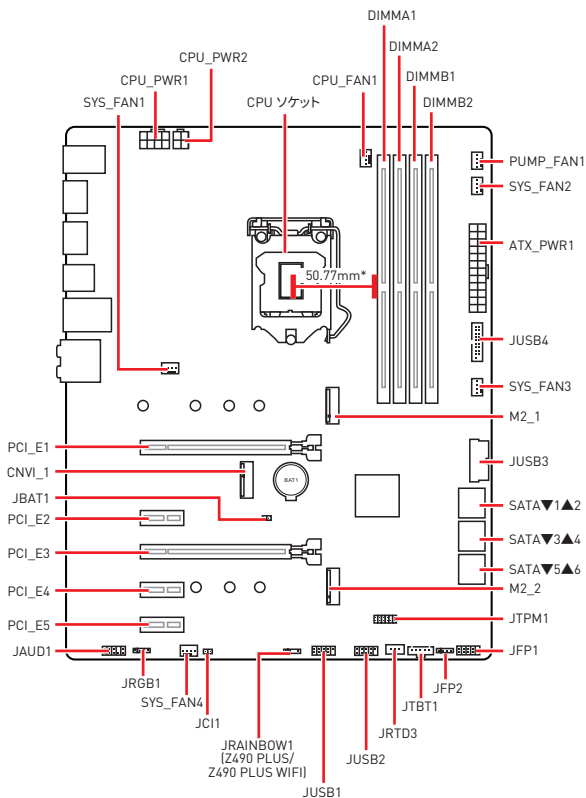 DIMMA1
DIMMA2
CPU_PWR2
DIMMB1
CPU_PWR1
CPU_FAN1
SYS_FAN1
CPU ソケット
DIMMB2
PUMP_FAN1
SYS_FAN2
ATX_PWR1
50.77mm*
JUSB4
SYS_FAN3
M2_1
PCI_E1
JUSB3
CNVI_1
BAT1
JBAT1
SATA▼1▲2
PCI_E2
SATA▼3▲4
PCI_E3
SATA▼5▲6
PCI_E4
M2_2
JTPM1
PCI_E5
JAUD1
JFP1
JRGB1
JFP2
SYS_FAN4
JTBT1
JCI1
JRTD3
JRAINBOW1
(Z490 PLUS/
Z490 PLUS WIFI)
JUSB2
JUSB1